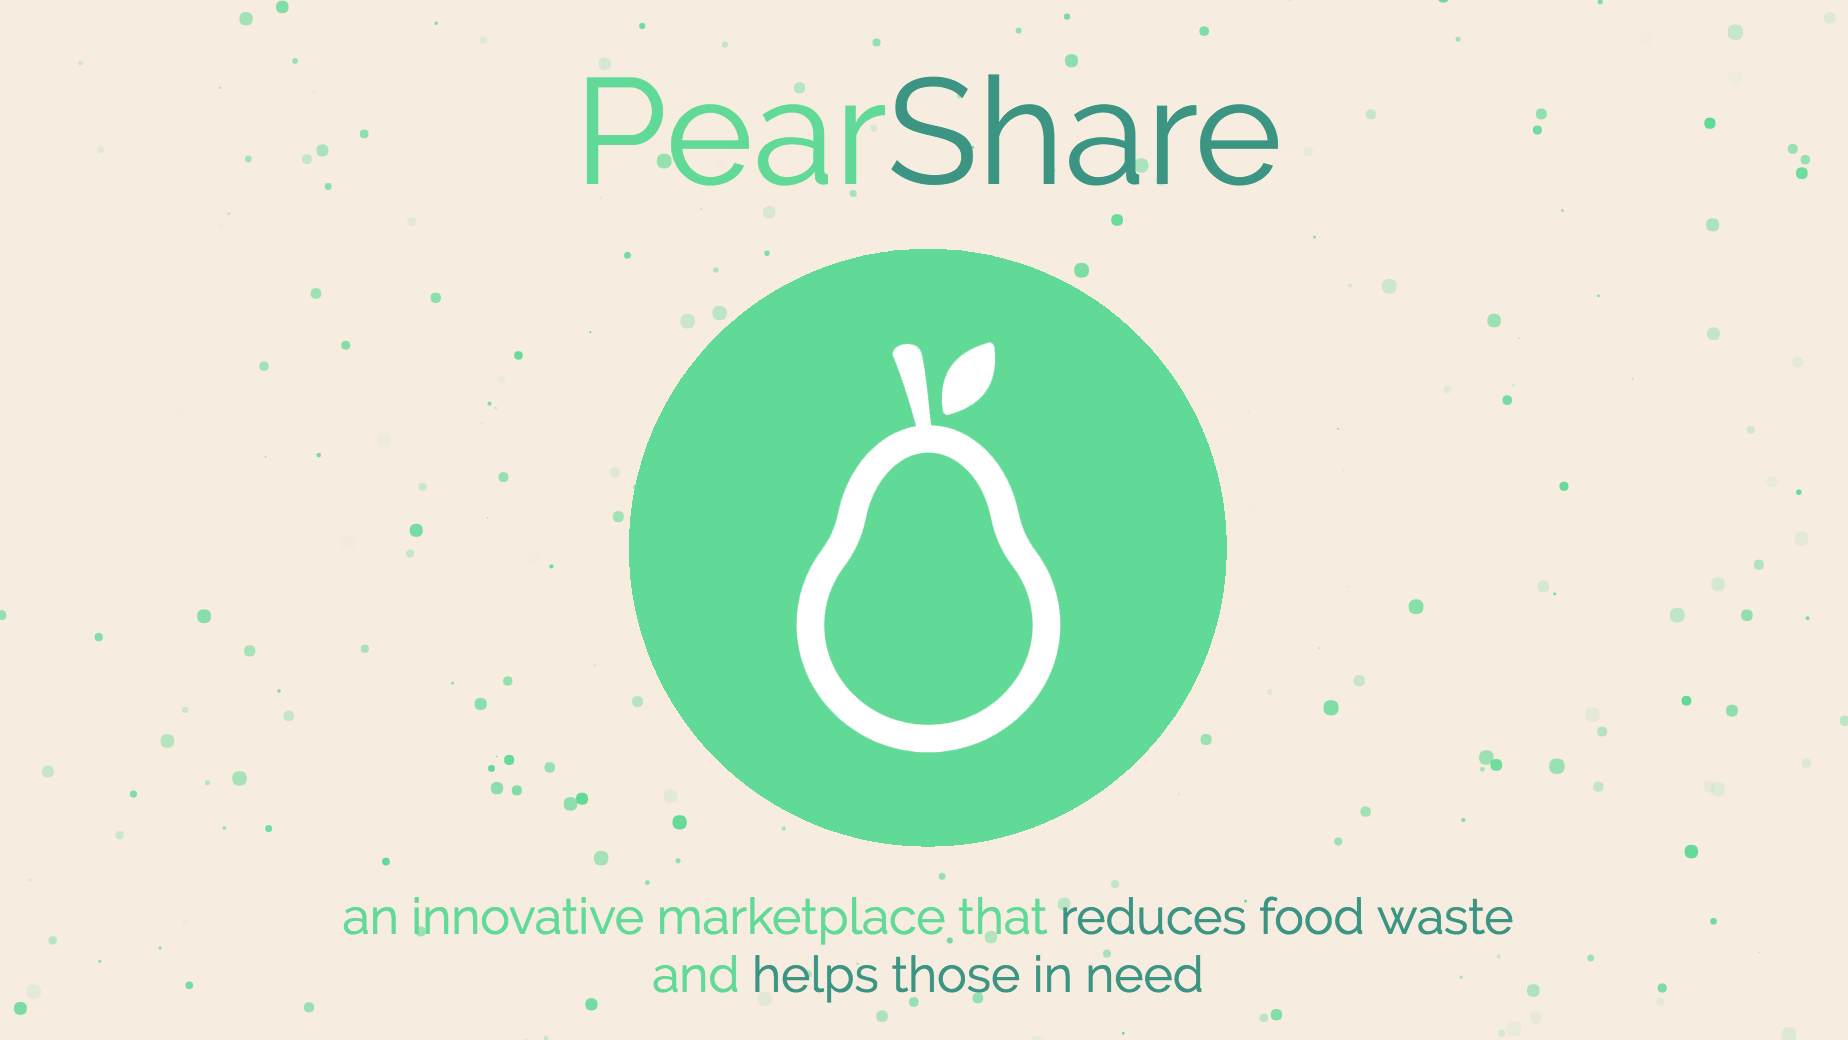 PearShare
an innovative marketplace that reduces food waste
and helps those in need